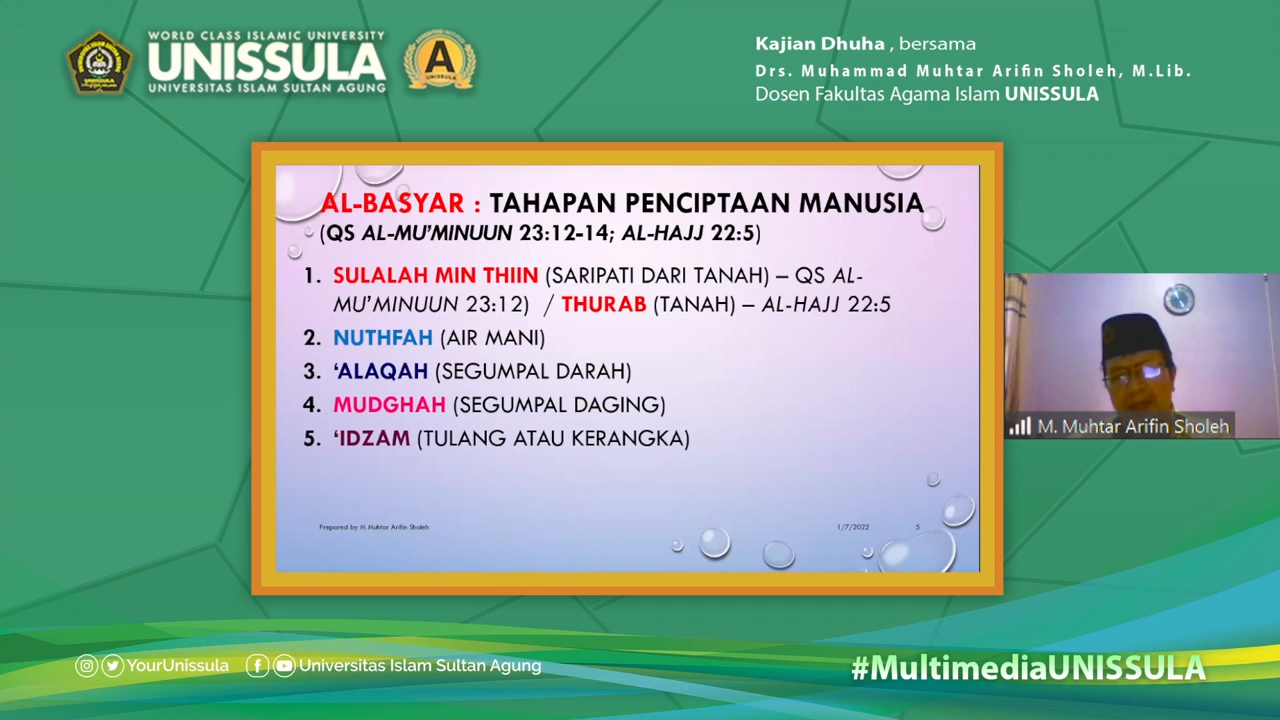 WORLD CLASS ISLAMIC UNIVERSITY
UNISSULA
UNIVERSITAS ISLAM SULTAN AGUNG
A
UNISSULA
Kajian Dhuha , bersama
Drs. Muhammad Muhtar Arifin Sholeh, M.Lib.
Dosen Fakultas Agama Islam UNISSULA
AL-BASYAR : TAHAPAN PENCIPTAAN MANUSIA
(QS AL-MU’MINUUN 23:12-14; AL-HAJJ 22:5)
1. SULALAH MIN THIIN (SARIPATI DARI TANAH) – QS AL-
MU’MINUUN 23:12) / THURAB (TANAH) – AL-HAJJ 22:5
2. NUTHFAH (AIR MANI)
3. ‘ALAQAH (SEGUMPAL DARAH)
4. MUDGHAH (SEGUMPAL DAGING)
5. ‘IDZAM (TULANG ATAU KERANGKA)
Prepared by M Muhtar Arifin Sholeh
1/7/2022
5
M. Muhtar Arifin Sholeh
YourUnissula
Universitas Islam Sultan Agung
#MultimediaUNISSULA